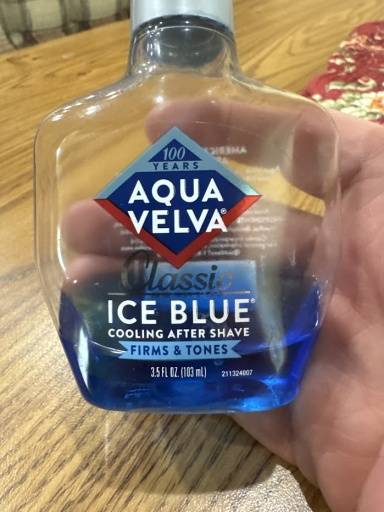 100
YEARS
AQUA
VELVA®
Classic
ICE BLUE®
COOLING AFTER SHAVE
FIRMS & TONES
3.5 FL OZ. (103 mL) 211324007